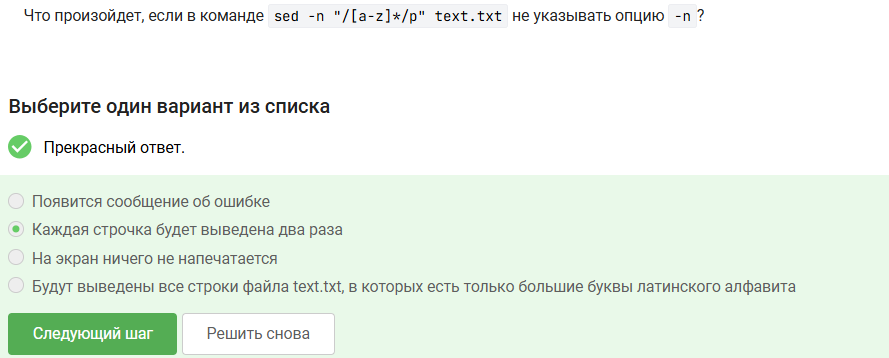 Что произойдет, если в команде sed -n "/[a-z]*/p" text.txt не указывать опцию -n?
Выберите один вариант из списка
Прекрасный ответ.
Появится сообщение об ошибке
Каждая строчка будет выведена два раза
На экран ничего не напечатается
Будут выведены все строки файла text.txt, в которых есть только большие буквы латинского алфавита
Следующий шаг
Решить снова